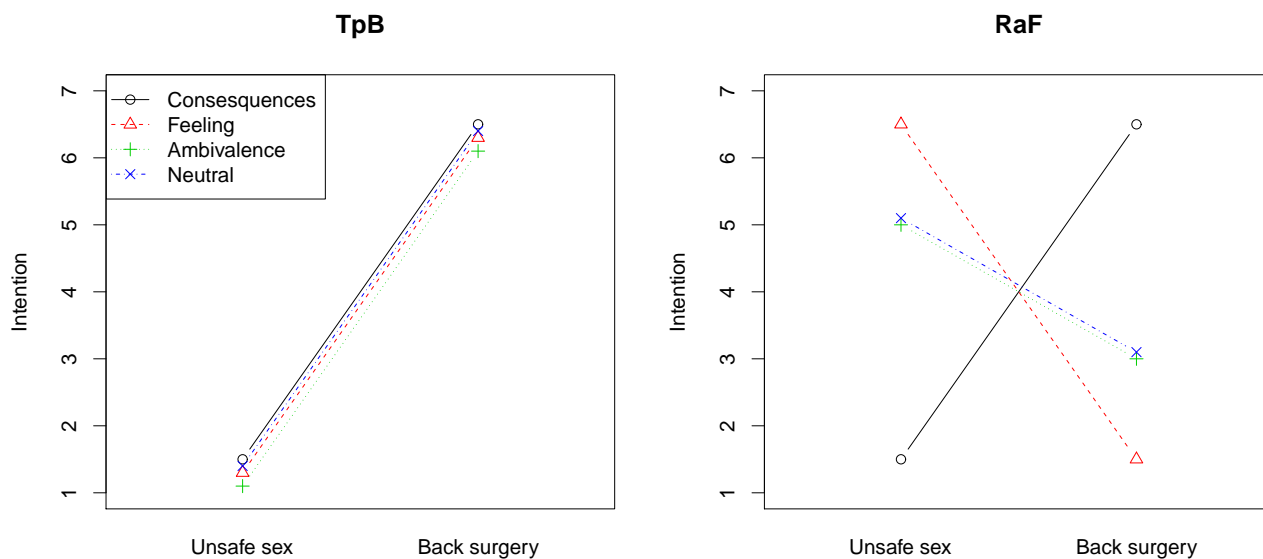 TpB
Consesquences
Feeling
Ambivalence
Neutral
Intention
7
6
5
4
3
2
1
Unsafe sex
Back surgery
RaF
Intention
7
6
5
4
3
2
1
Unsafe sex
Back surgery